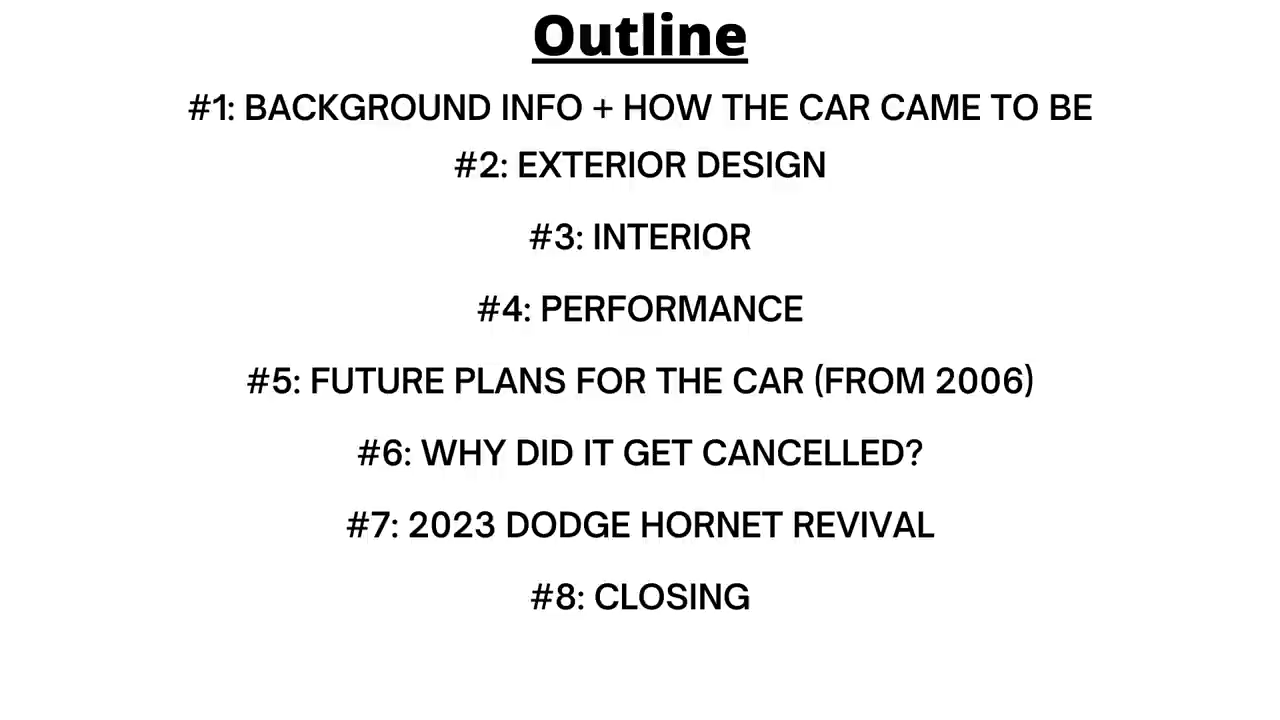 Outline
#1: BACKGROUND INFO + HOW THE CAR CAME TO BE
#2: EXTERIOR DESIGN
#3: INTERIOR
#4: PERFORMANCE
#5: FUTURE PLANS FOR THE CAR (FROM 2006)
#6: WHY DID IT GET CANCELLED?
#7: 2023 DODGE HORNET REVIVAL
#8: CLOSING